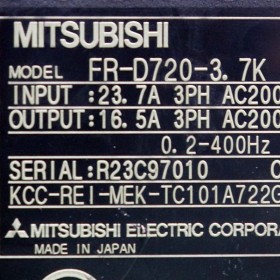 MITSUBISHI
MODEL FR-D720-3.7K
INPUT :23.7A 3PH AC200
OUTPUT:16.5A 3PH AC200
0.2-400Hz
SERIAL:R23C97010
KCC-REI-MEK-TC101A722G
MITSUBISHI ELECTRIC CORPORA
MADE IN JAPAN